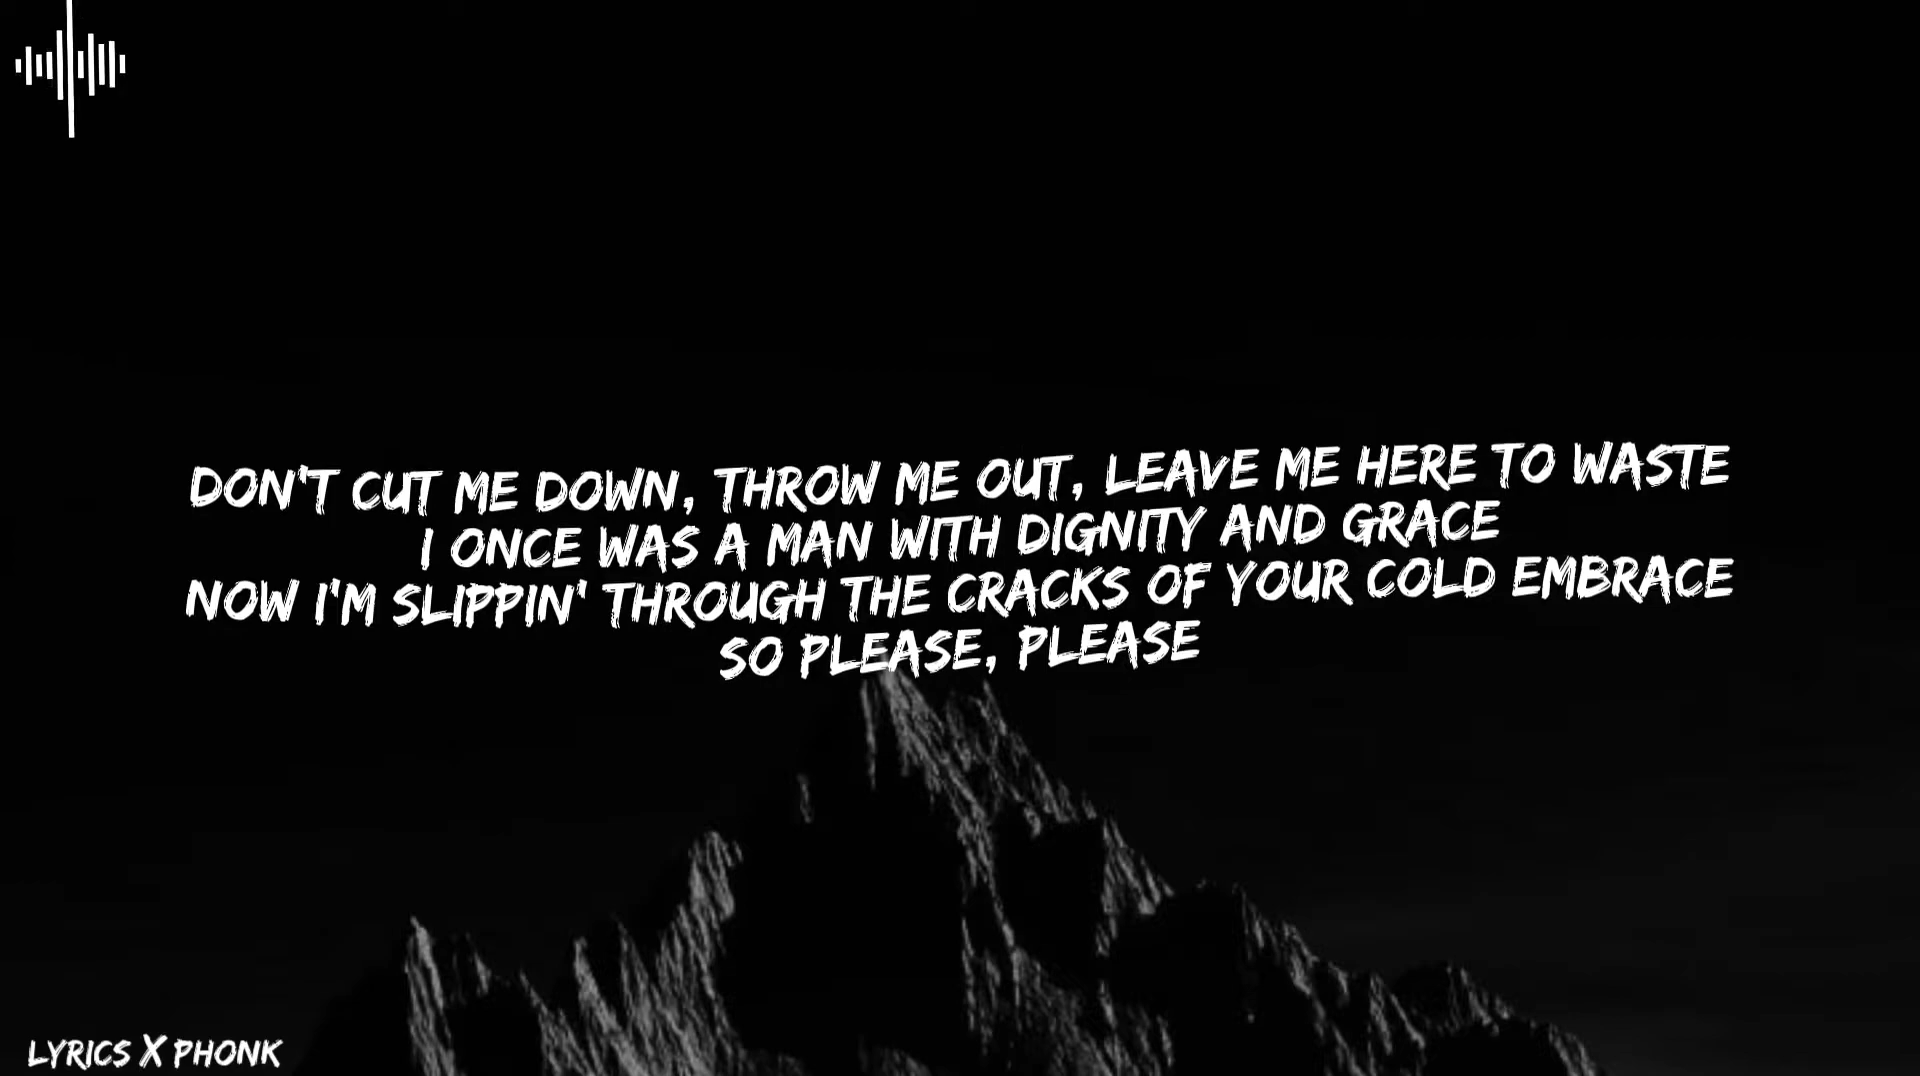 DON'T CUT ME DOWN, THROW ME OUT, LEAVE ME HERE TO WASTE
I ONCE WAS A MAN WITH DIGNITY AND GRACE
NOW I'M SLIPPIN' THROUGH THE CRACKS OF YOUR COLD EMBRACE
SO PLEASE, PLEASE
LYRICS X PHONK